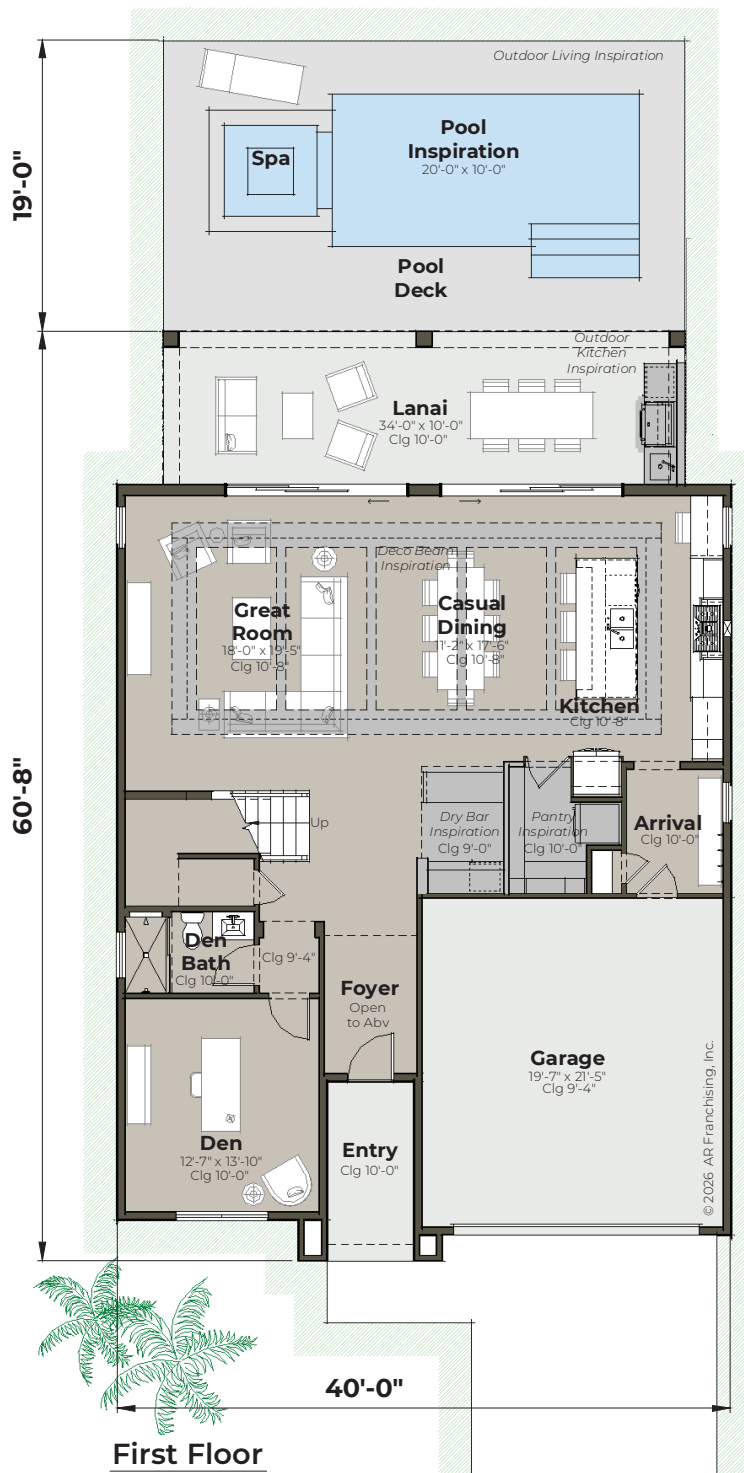 Outdoor Living Inspiration
Pool
Inspiration
20'-0" x 10'-0"
Spa
19'-0"
Pool
Deck
Outdoor
Kitchen
Inspiration
Lanai
34'-0" x 10'-0"
Clg 10'-0"
Deco Beam
Inspiration
Great
Room
18'-0" x 19'-5"
Clg 10'-8"
Casual
Dining
11'-2" x 17'-6"
Clg 10'-8"
Kitchen
Clg 10'-8"
60'-8"
Up
Dry Bar
Inspiration
Clg 9'-0"
Pantry
Inspiration
Clg 10'-0"
Arrival
Clg 10'-0"
Den
Bath
Clg 10'-0"
Clg 9'-4"
Foyer
Open
to Abv
Garage
19'-7" x 21'-5"
Clg 9'-4"
Den
12'-7" x 13'-10"
Clg 10'-0"
Entry
Clg 10'-0"
© 2026 AR Franchising, Inc.
40'-0"
First Floor